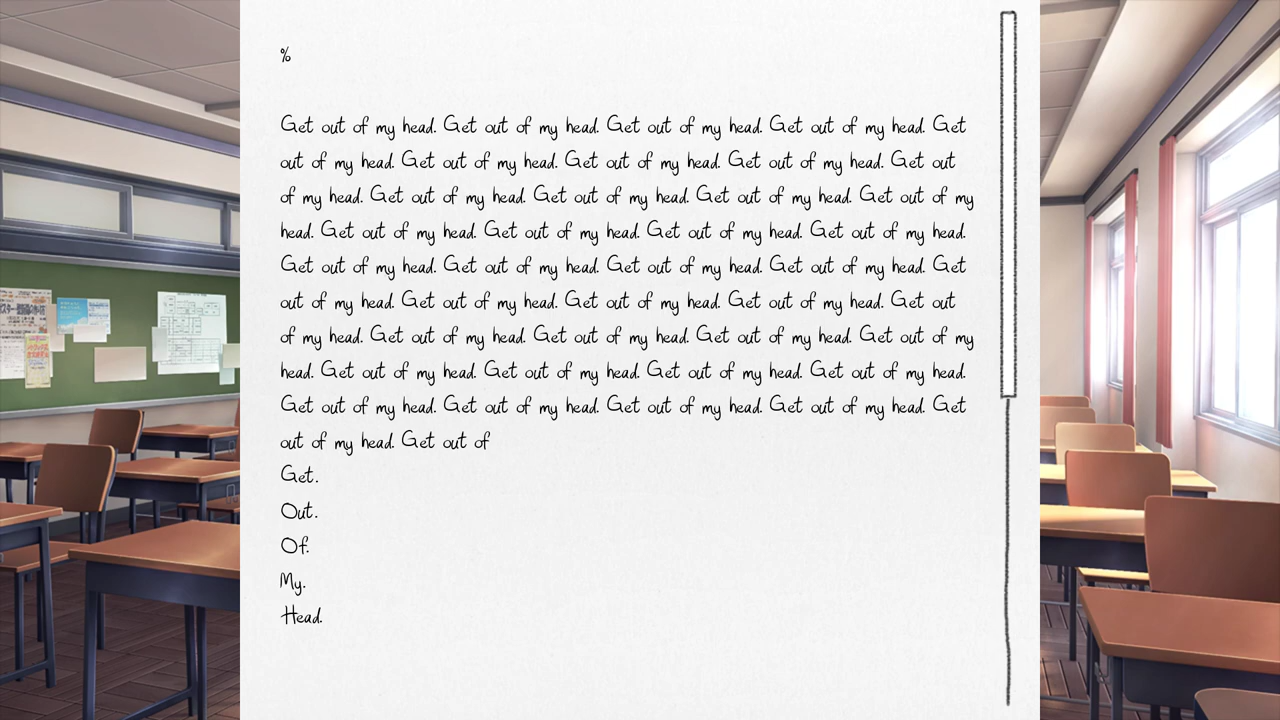 %
Get out of my head. Get out of my head. Get out of my head. Get out of my head. Get
out of my head. Get out of my head. Get out of my head. Get out of my head. Get out
of my head. Get out of my head. Get out of my head. Get out of my head. Get out of my
head. Get out of my head. Get out of my head. Get out of my head. Get out of my head.
Get out of my head. Get out of my head. Get out of my head. Get out of my head. Get
out of my head. Get out of my head. Get out of my head. Get out of my head. Get out
of my head. Get out of my head. Get out of my head. Get out of my head. Get out of my
head. Get out of my head. Get out of my head. Get out of my head. Get out of my head.
Get out of my head. Get out of my head. Get out of my head. Get out of my head. Get
out of my head. Get out of
Get.
Out.
Of.
My.
Head.